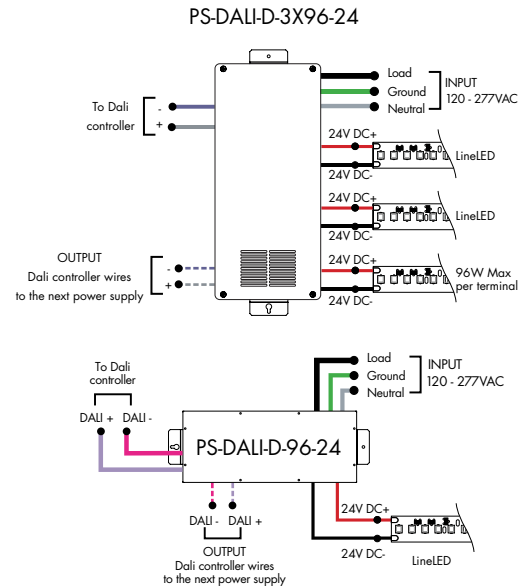 PS-DALI-D-3X96-24
Load
Ground
Neutral
INPUT
120 - 277VAC
To Dali
controller
-
+
24V DC+
24V DC-
LineLED
24V DC+
24V DC-
LineLED
OUTPUT
Dali controller wires
to the next power supply
-
+
24V DC+
24V DC-
96W Max
per terminal
To Dali
controller
DALI + DALI -
Load
Ground
Neutral
INPUT
120 - 277VAC
PS-DALI-D-96-24
DALI - DALI +
OUTPUT
Dali controller wires
to the next power supply
24V DC+
24V DC-
LineLED